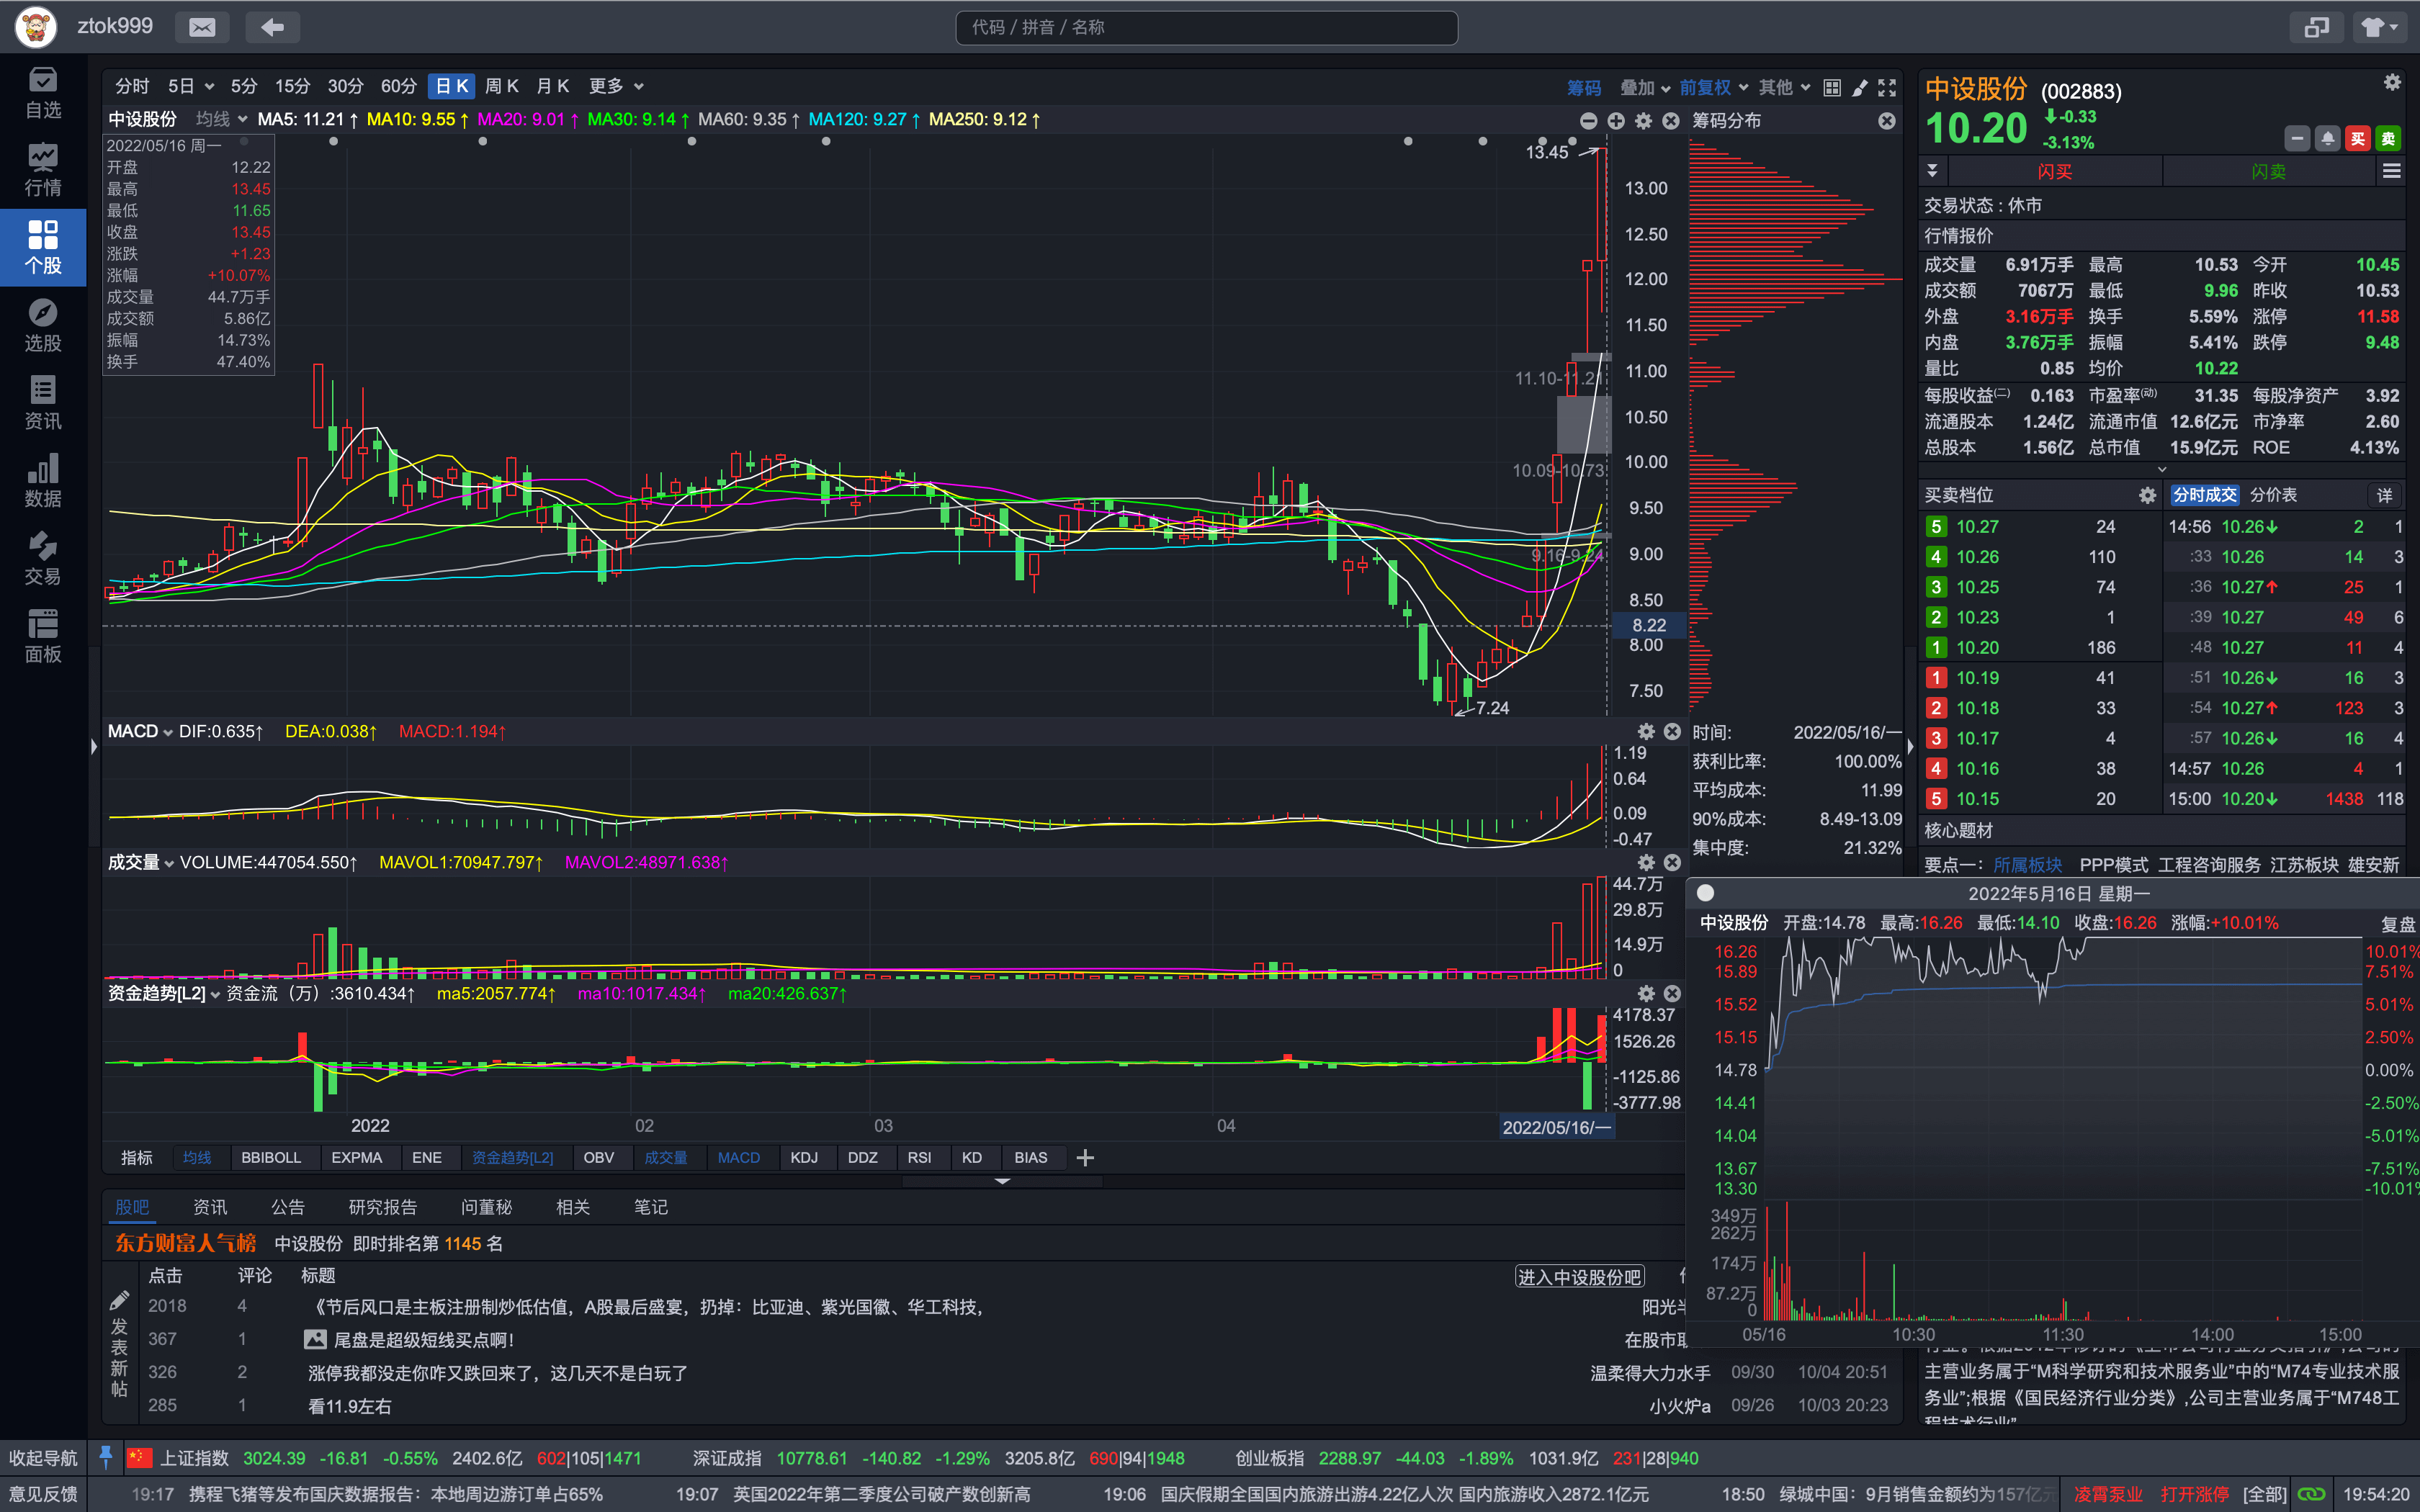 ztok999
代码 / 拼音 / 名称
自选
行情
个股
选股
资讯
数据
交易
面板
分时 5日 5分 15分 30分 60分 日K 周K 月K 更多
筹码 叠加 前复权 其他
中设股份 均线 MA5: 11.21↑ MA10: 9.55↑ MA20: 9.01↑ MA30: 9.14↑ MA60: 9.35↑ MA120: 9.27↑ MA250: 9.12↑
筹码分布
2022/05/16 周一
开盘 12.22
最高 13.45
最低 11.65
收盘 13.45
涨跌 +1.23
涨幅 +10.07%
成交量 44.7万手
成交额 5.86亿
振幅 14.73%
换手 47.40%
13.45
11.10-11.21
10.09-10.73
9.16-9.24
7.24
13.00
12.50
12.00
11.50
11.00
10.50
10.00
9.50
9.00
8.50
8.22
8.00
7.50
MACD DIF:0.635↑ DEA:0.038↑ MACD:1.194↑
1.19
0.64
0.09
-0.47
成交量 VOLUME:447054.550↑ MAVOL1:70947.797↑ MAVOL2:48971.638↑
44.7万
29.8万
14.9万
0
资金趋势[L2] 资金流（万）:3610.434↑ ma5:2057.774↑ ma10:1017.434↑ ma20:426.637↑
4178.37
1526.26
-1125.86
-3777.98
2022 02 03 04 2022/05/16/一
指标 均线 BBIBOLL EXPMA ENE 资金趋势[L2] OBV 成交量 MACD KDJ DDZ RSI KD BIAS
时间: 2022/05/16/一
获利比率: 100.00%
平均成本: 11.99
90%成本: 8.49-13.09
集中度: 21.32%
股吧 资讯 公告 研究报告 问董秘 相关 笔记
东方财富人气榜 中设股份 即时排名第 1145 名
点击 评论 标题 进入中设股份吧
发表新帖
2018 4 《节后风口是主板注册制炒低估值，A股最后盛宴，扔掉：比亚迪、紫光国徽、华工科技， 阳光半
367 1 尾盘是超级短线买点啊！ 在股市取
326 2 涨停我都没走你咋又跌回来了，这几天不是白玩了 温柔得大力水手 09/30 10/04 20:51
285 1 看11.9左右 小火炉a 09/26 10/03 20:23
中设股份 (002883)
10.20 -0.33
-3.13%
买 卖
闪买 闪卖
交易状态 : 休市
行情报价
成交量 6.91万手 最高 10.53 今开 10.45
成交额 7067万 最低 9.96 昨收 10.53
外盘 3.16万手 换手 5.59% 涨停 11.58
内盘 3.76万手 振幅 5.41% 跌停 9.48
量比 0.85 均价 10.22
每股收益(二) 0.163 市盈率(动) 31.35 每股净资产 3.92
流通股本 1.24亿 流通市值 12.6亿元 市净率 2.60
总股本 1.56亿 总市值 15.9亿元 ROE 4.13%
买卖档位 分时成交 分价表 详
5 10.27 24 14:56 10.26↓ 2 1
4 10.26 110 :33 10.26 14 3
3 10.25 74 :36 10.27↑ 25 1
2 10.23 1 :39 10.27 49 6
1 10.20 186 :48 10.27 11 4
1 10.19 41 :51 10.26↓ 16 3
2 10.18 33 :54 10.27↑ 123 3
3 10.17 4 :57 10.26↓ 16 4
4 10.16 38 14:57 10.26 4 1
5 10.15 20 15:00 10.20↓ 1438 118
核心题材
要点一： 所属板块 PPP模式 工程咨询服务 江苏板块 雄安新
2022年5月16日 星期一
中设股份 开盘:14.78 最高:16.26 最低:14.10 收盘:16.26 涨幅:+10.01% 复盘
16.26 10.01%
15.89 7.51%
15.52 5.01%
15.15 2.50%
14.78 0.00%
14.41 -2.50%
14.04 -5.01%
13.67 -7.51%
13.30 -10.01%
349万
262万
174万
87.2万
0
05/16 10:30 11:30 14:00 15:00
主营业务属于“M科学研究和技术服务业”中的“M74专业技术服
务业”;根据《国民经济行业分类》,公司主营业务属于“M748工
程技术行业”
收起导航 上证指数 3024.39 -16.81 -0.55% 2402.6亿 602|105|1471 深证成指 10778.61 -140.82 -1.29% 3205.8亿 690|94|1948 创业板指 2288.97 -44.03 -1.89% 1031.9亿 231|28|940
意见反馈 19:17 携程飞猪等发布国庆数据报告：本地周边游订单占65% 19:07 英国2022年第二季度公司破产数创新高 19:06 国庆假期全国国内旅游出游4.22亿人次 国内旅游收入2872.1亿元 18:50 绿城中国：9月销售金额约为157亿元 凌霄泵业 打开涨停 [全部] 19:54:20